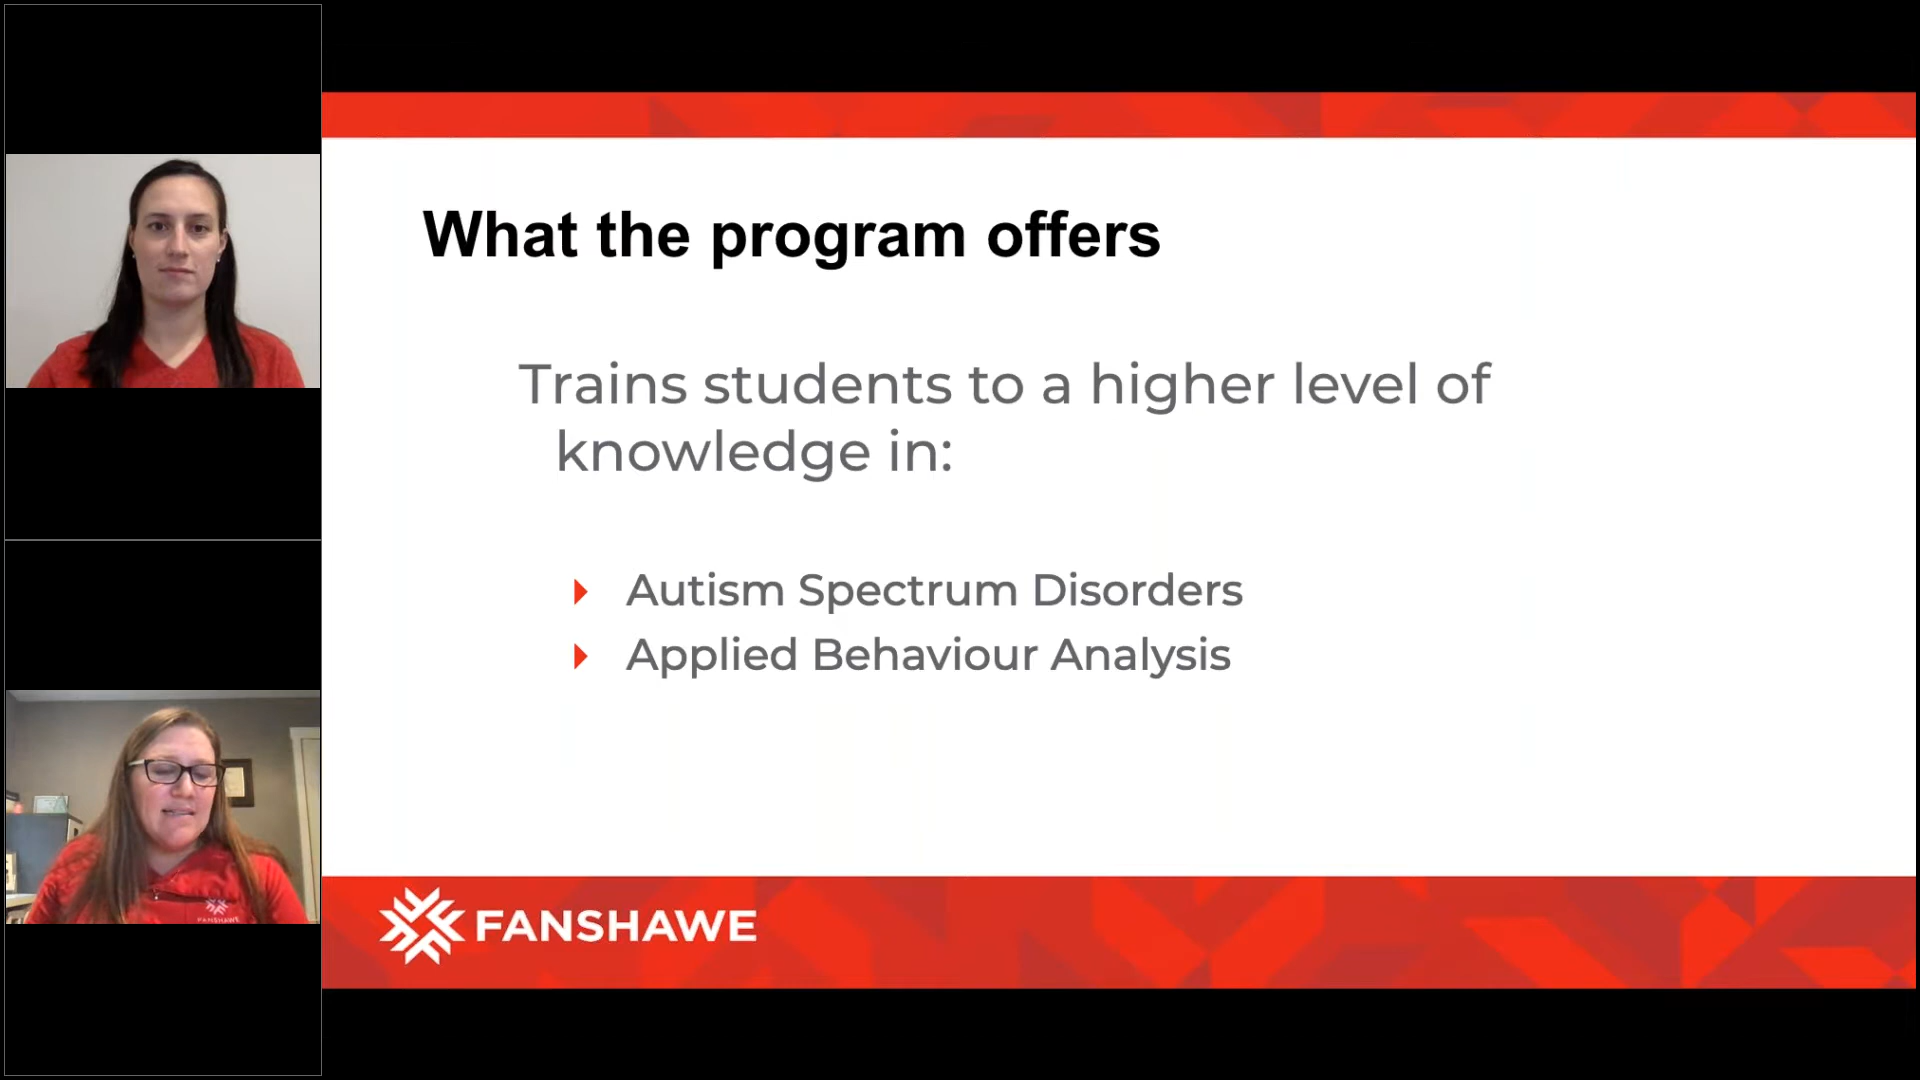 What the program offers
Trains students to a higher level of
knowledge in:
Autism Spectrum Disorders
Applied Behaviour Analysis
FANSHAWE
FANSHAWE